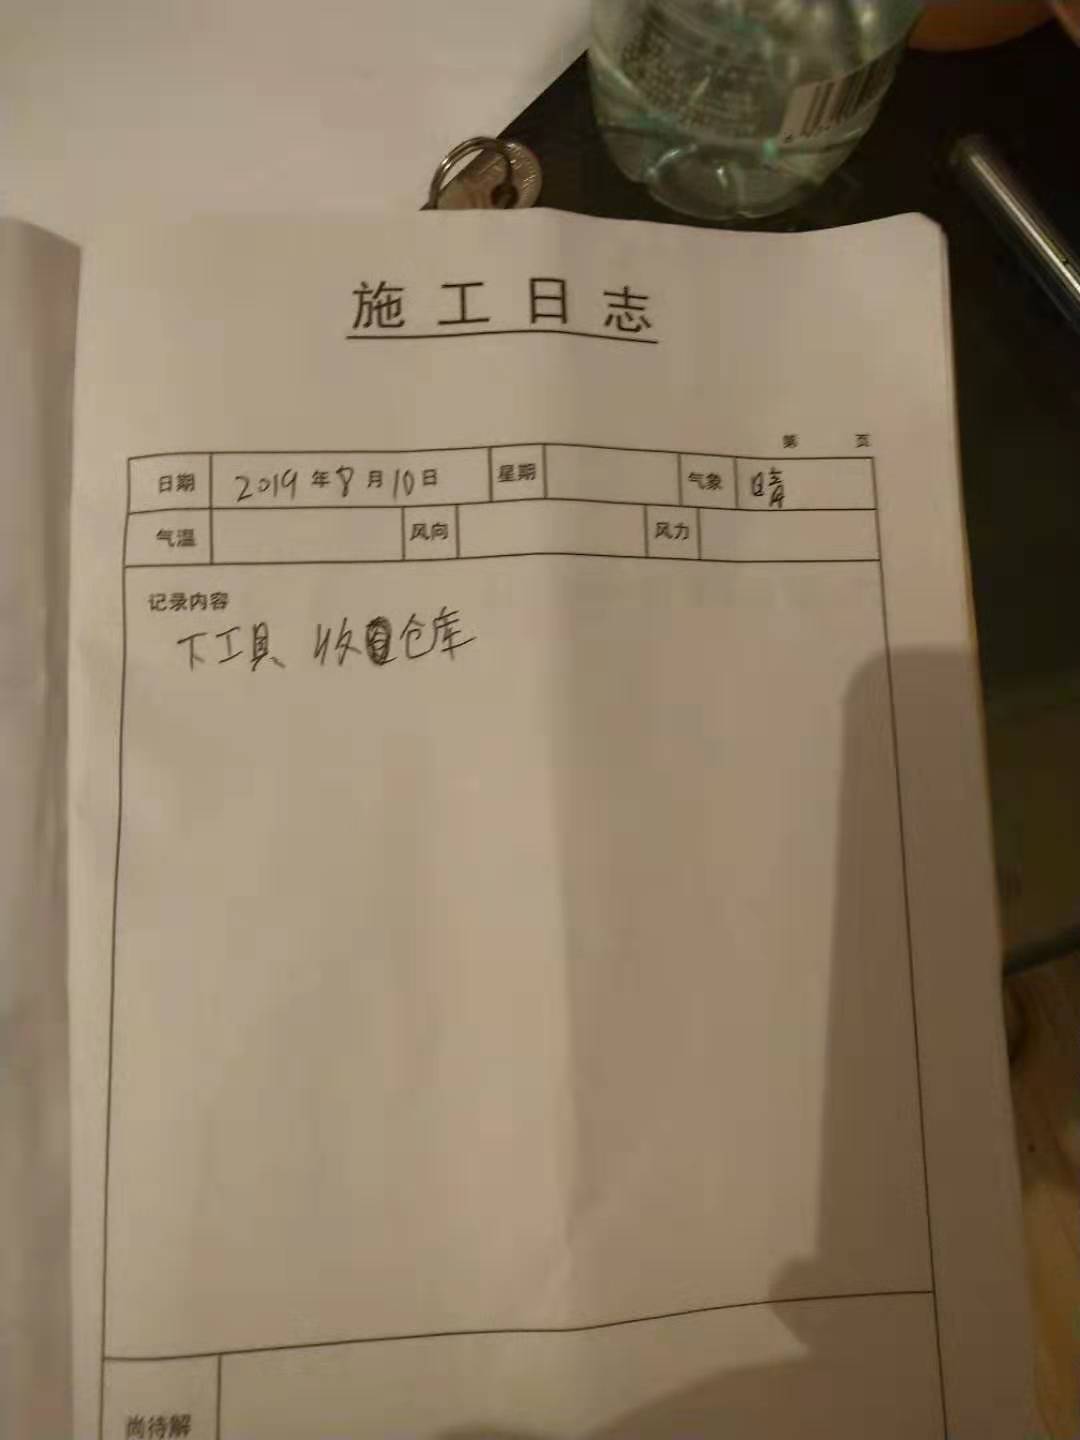 施工日志
第 页
日期 2019年8月10日 星期 气象 晴
气温 风向 风力
记录内容
下工具、收仓库
尚待解